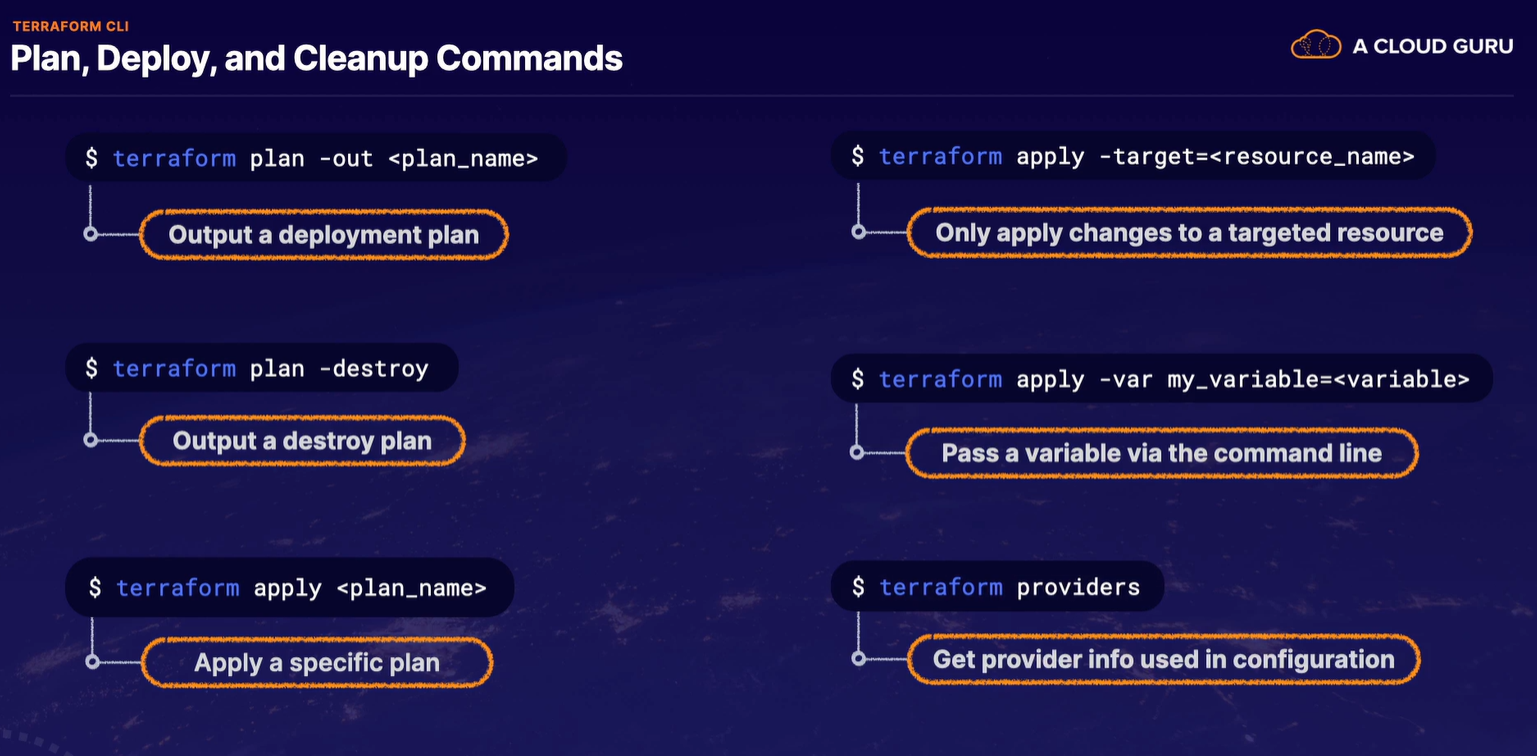 TERRAFORM CLI
Plan, Deploy, and Cleanup Commands
A CLOUD GURU
$ terraform plan -out <plan_name>
Output a deployment plan
$ terraform plan -destroy
Output a destroy plan
$ terraform apply <plan_name>
Apply a specific plan
$ terraform apply -target=<resource_name>
Only apply changes to a targeted resource
$ terraform apply -var my_variable=<variable>
Pass a variable via the command line
$ terraform providers
Get provider info used in configuration